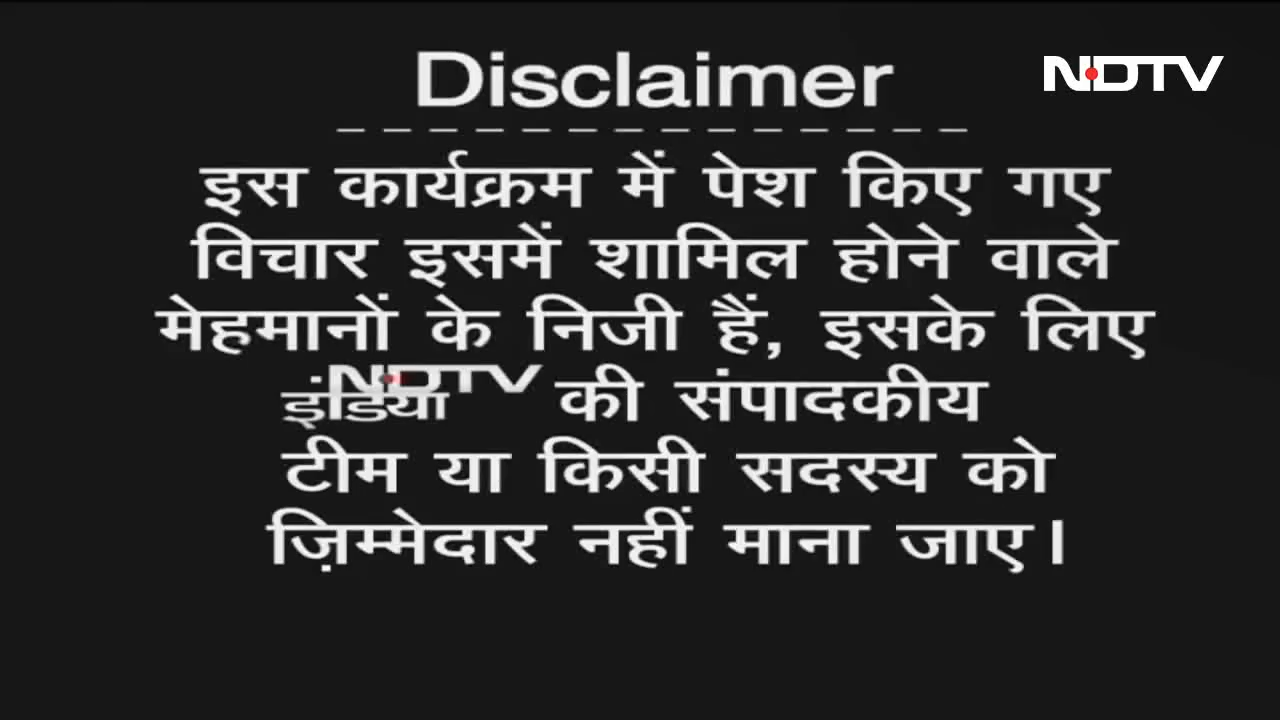 Disclaimer
NDTV
इस कार्यक्रम में पेश किए गए
विचार इसमें शामिल होने वाले
मेहमानों के निजी हैं, इसके लिए
NDTV इंडिया की संपादकीय
टीम या किसी सदस्य को
ज़िम्मेदार नहीं माना जाए।